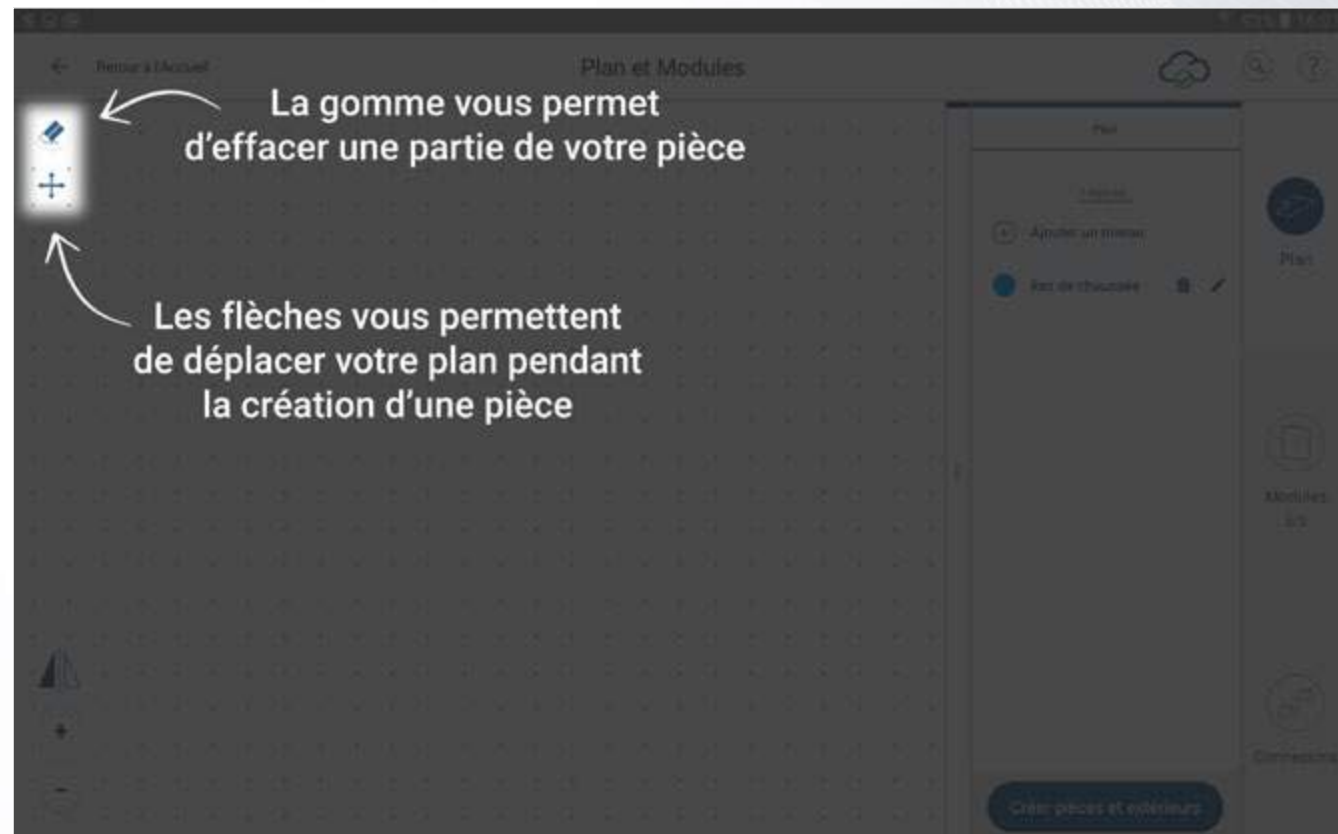 Retour à l'Accueil
Plan et Modules
La gomme vous permet
d'effacer une partie de votre pièce
Les flèches vous permettent
de déplacer votre plan pendant
la création d'une pièce
Plan
Ajouter un niveau
Rez de chaussée
Plan
Modules
Connexions
Créer pièces et extérieurs